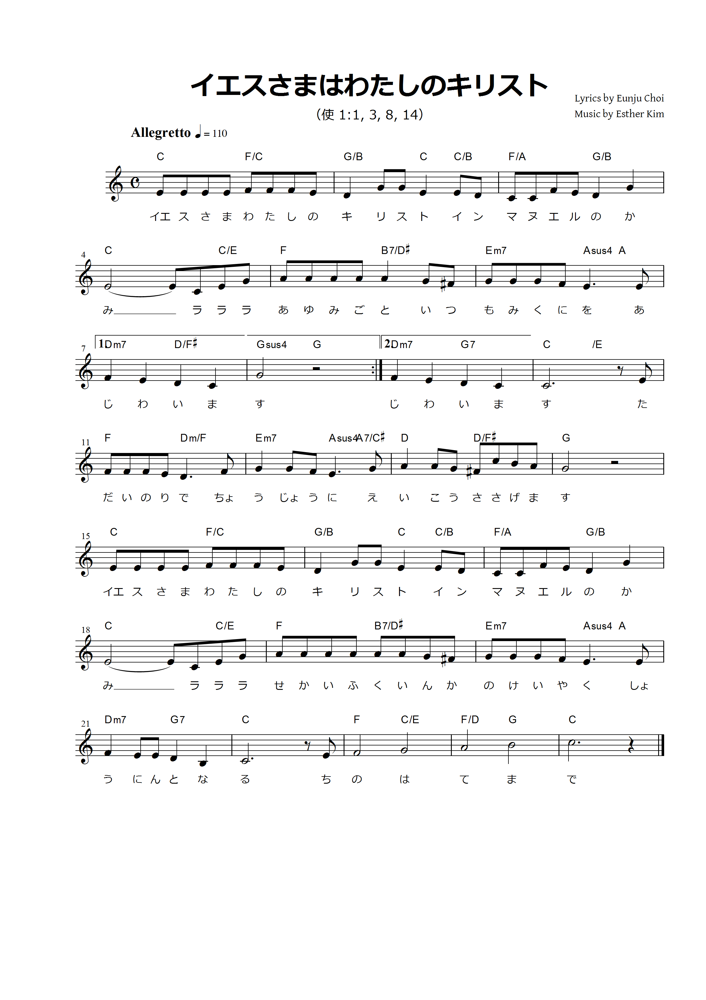 イエスさまはわたしのキリスト
Lyrics by Eunju Choi
（使 1:1, 3, 8, 14）
Music by Esther Kim
Allegretto ♩= 110
C F/C G/B C C/B F/A G/B
イエ ス さ ま わ た し の キ リ ス ト イ ン マ ヌ エ ル の か
4 C C/E F B7/D♯ Em7 Asus4 A
み ラ ラ ラ あ ゆ み ご と い つ も み く に を あ
7 1. Dm7 D/F♯ Gsus4 G 2. Dm7 G7 C /E
じ わ い ま す じ わ い ま す た
11 F Dm/F Em7 Asus4 A7/C♯ D D/F♯ G
だ い の り で ちょ う じょ う に え い こ う さ さ げ ま す
15 C F/C G/B C C/B F/A G/B
イエ ス さ ま わ た し の キ リ ス ト イ ン マ ヌ エ ル の か
18 C C/E F B7/D♯ Em7 Asus4 A
み ラ ラ ラ せ か い ふ く い ん か の け い や く しょ
21 Dm7 G7 C F C/E F/D G C
う に ん と な る ち の は て ま で